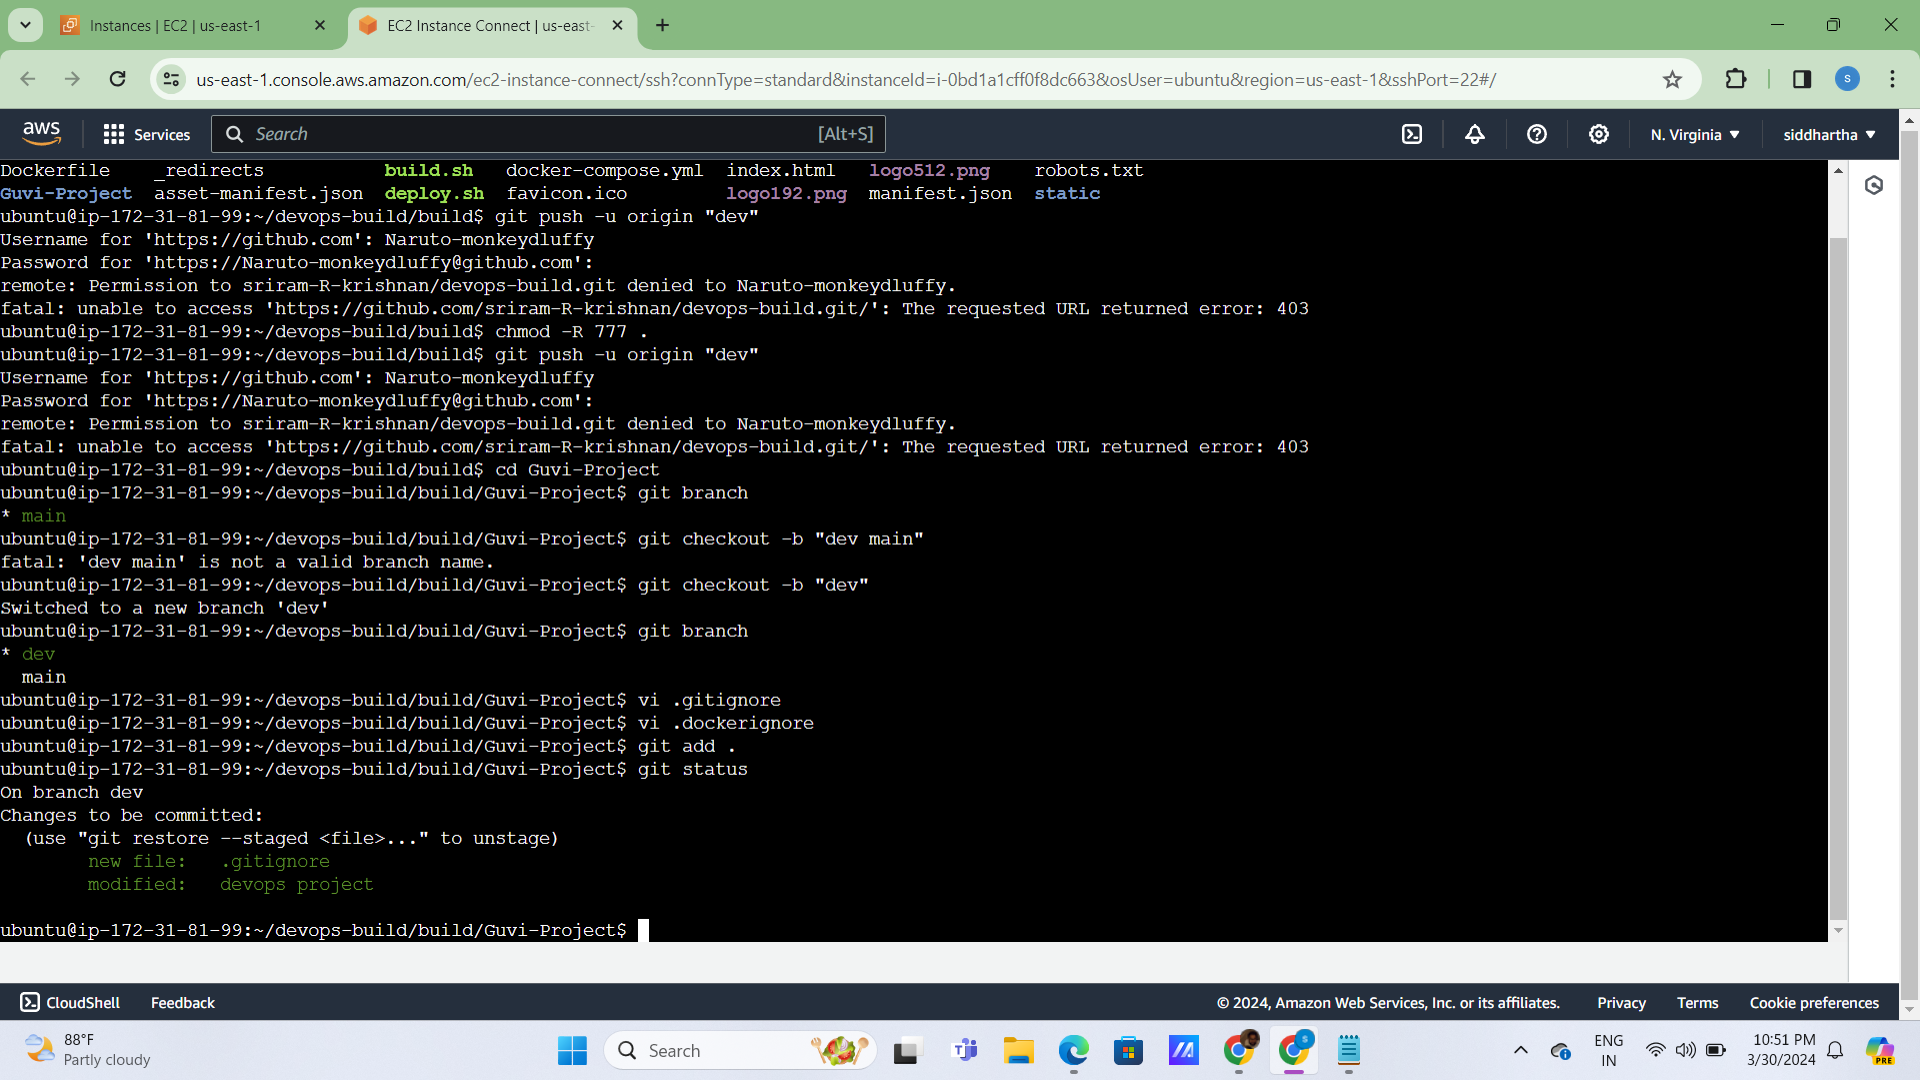 Instances | EC2 | us-east-1
EC2 Instance Connect | us-east-
us-east-1.console.aws.amazon.com/ec2-instance-connect/ssh?connType=standard&instanceId=i-0bd1a1cff0f8dc663&osUser=ubuntu&region=us-east-1&sshPort=22#/
S
aws Services Search [Alt+S] N. Virginia siddhartha
Dockerfile _redirects build.sh docker-compose.yml index.html logo512.png robots.txt
Guvi-Project asset-manifest.json deploy.sh favicon.ico logo192.png manifest.json static
ubuntu@ip-172-31-81-99:~/devops-build/build$ git push -u origin "dev"
Username for 'https://github.com': Naruto-monkeydluffy
Password for 'https://Naruto-monkeydluffy@github.com':
remote: Permission to sriram-R-krishnan/devops-build.git denied to Naruto-monkeydluffy.
fatal: unable to access 'https://github.com/sriram-R-krishnan/devops-build.git/': The requested URL returned error: 403
ubuntu@ip-172-31-81-99:~/devops-build/build$ chmod -R 777 .
ubuntu@ip-172-31-81-99:~/devops-build/build$ git push -u origin "dev"
Username for 'https://github.com': Naruto-monkeydluffy
Password for 'https://Naruto-monkeydluffy@github.com':
remote: Permission to sriram-R-krishnan/devops-build.git denied to Naruto-monkeydluffy.
fatal: unable to access 'https://github.com/sriram-R-krishnan/devops-build.git/': The requested URL returned error: 403
ubuntu@ip-172-31-81-99:~/devops-build/build$ cd Guvi-Project
ubuntu@ip-172-31-81-99:~/devops-build/build/Guvi-Project$ git branch
* main
ubuntu@ip-172-31-81-99:~/devops-build/build/Guvi-Project$ git checkout -b "dev main"
fatal: 'dev main' is not a valid branch name.
ubuntu@ip-172-31-81-99:~/devops-build/build/Guvi-Project$ git checkout -b "dev"
Switched to a new branch 'dev'
ubuntu@ip-172-31-81-99:~/devops-build/build/Guvi-Project$ git branch
* dev
main
ubuntu@ip-172-31-81-99:~/devops-build/build/Guvi-Project$ vi .gitignore
ubuntu@ip-172-31-81-99:~/devops-build/build/Guvi-Project$ vi .dockerignore
ubuntu@ip-172-31-81-99:~/devops-build/build/Guvi-Project$ git add .
ubuntu@ip-172-31-81-99:~/devops-build/build/Guvi-Project$ git status
On branch dev
Changes to be committed:
(use "git restore --staged <file>..." to unstage)
new file: .gitignore
modified: devops project
ubuntu@ip-172-31-81-99:~/devops-build/build/Guvi-Project$
CloudShell Feedback © 2024, Amazon Web Services, Inc. or its affiliates. Privacy Terms Cookie preferences
88°F
Partly cloudy
Search
ENG
IN
10:51 PM
3/30/2024
PRE